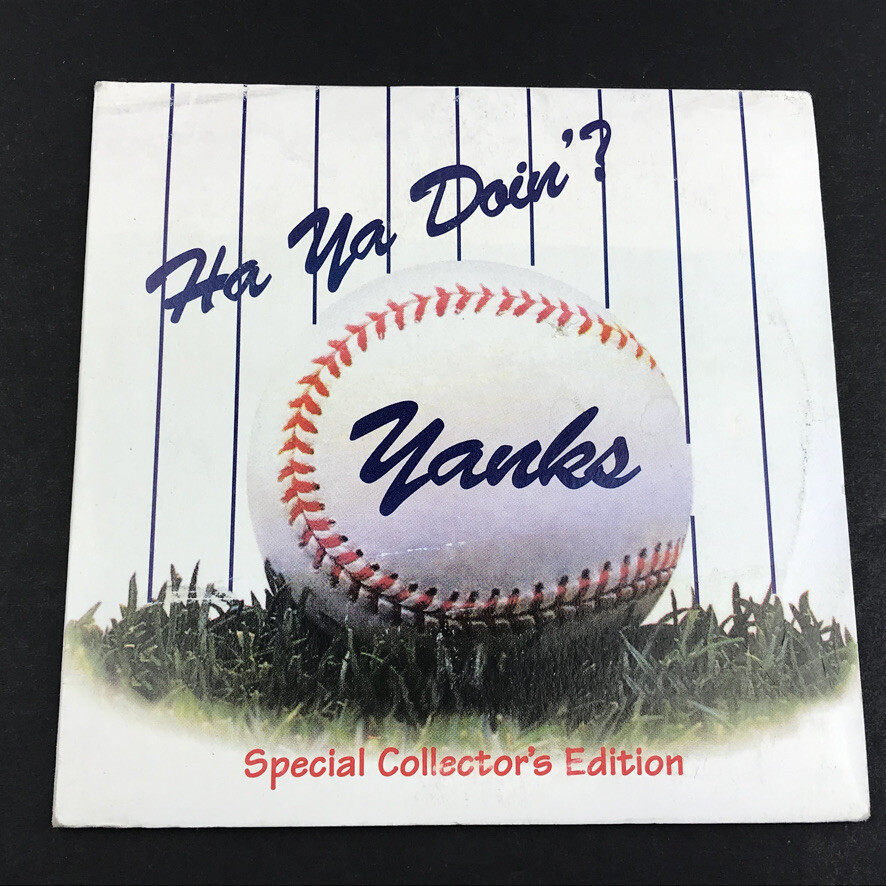 Ha Ya Doin'?
Yanks
Special Collector's Edition